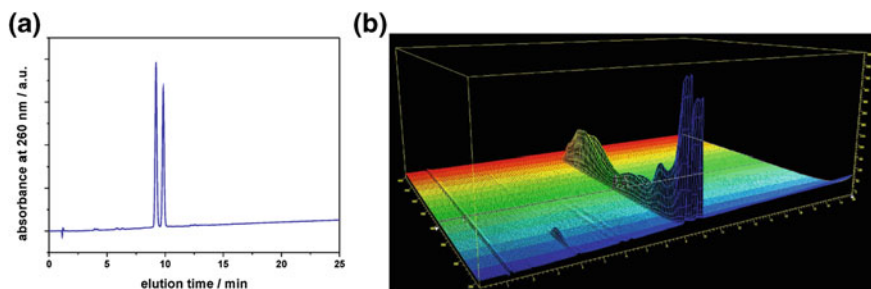 (a)
absorbance at 260 nm / a.u.
0 5 10 15 20 25
elution time / min
(b)